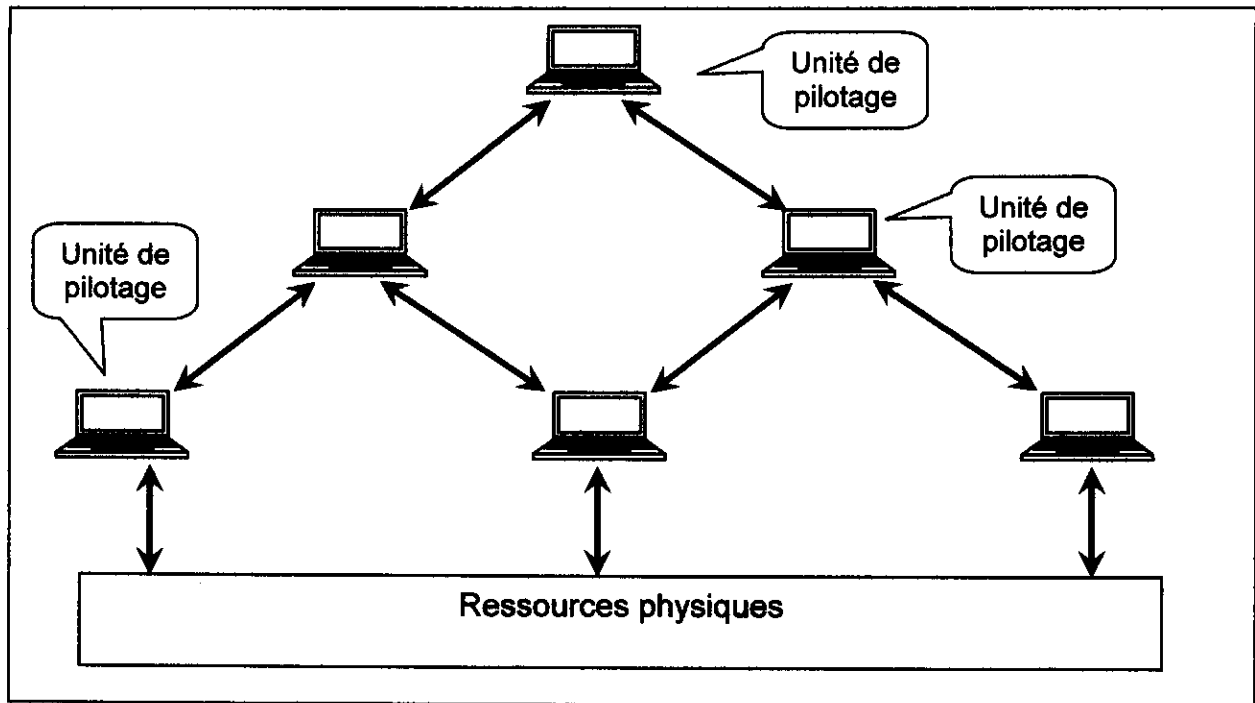 Unité de
pilotage
Unité de
pilotage
Unité de
pilotage
Ressources physiques